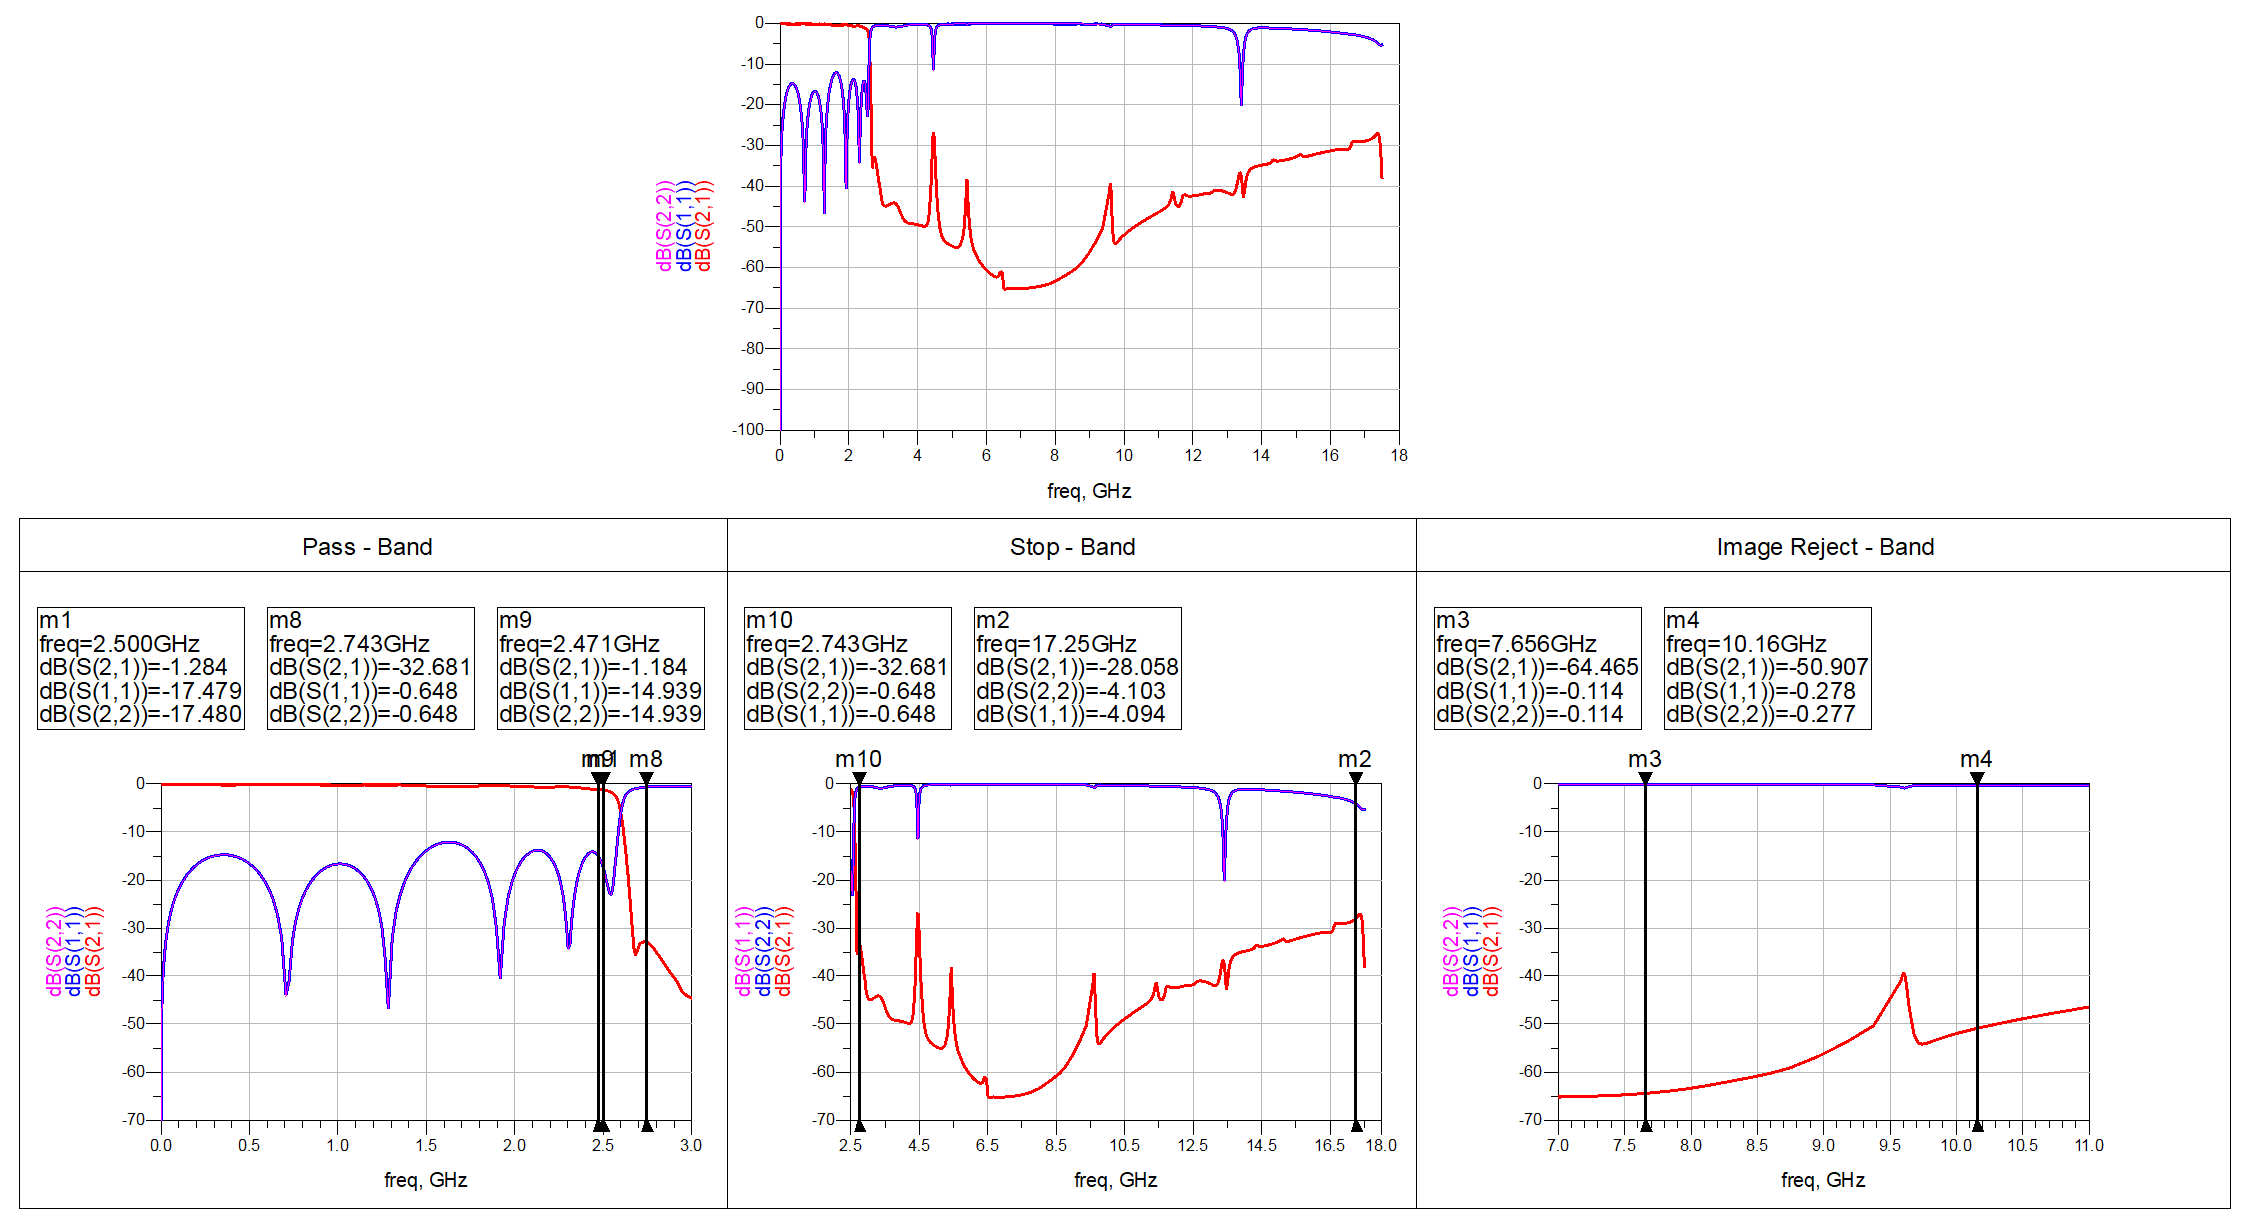 0
-10
-20
-30
-40
-50
-60
-70
-80
-90
-100
dB(S(2,2))
dB(S(1,1))
dB(S(2,1))
0 2 4 6 8 10 12 14 16 18
freq, GHz
Pass - Band
m1
freq=2.500GHz
dB(S(2,1))=-1.284
dB(S(1,1))=-17.479
dB(S(2,2))=-17.480
m8
freq=2.743GHz
dB(S(2,1))=-32.681
dB(S(1,1))=-0.648
dB(S(2,2))=-0.648
m9
freq=2.471GHz
dB(S(2,1))=-1.184
dB(S(1,1))=-14.939
dB(S(2,2))=-14.939
m9 m1 m8
0
-10
-20
-30
-40
-50
-60
-70
dB(S(2,2))
dB(S(1,1))
dB(S(2,1))
0.0 0.5 1.0 1.5 2.0 2.5 3.0
freq, GHz
Stop - Band
m10
freq=2.743GHz
dB(S(2,1))=-32.681
dB(S(2,2))=-0.648
dB(S(1,1))=-0.648
m2
freq=17.25GHz
dB(S(2,1))=-28.058
dB(S(2,2))=-4.103
dB(S(1,1))=-4.094
m10 m2
0
-10
-20
-30
-40
-50
-60
-70
dB(S(1,1))
dB(S(2,2))
dB(S(2,1))
2.5 4.5 6.5 8.5 10.5 12.5 14.5 16.5 18.0
freq, GHz
Image Reject - Band
m3
freq=7.656GHz
dB(S(2,1))=-64.465
dB(S(1,1))=-0.114
dB(S(2,2))=-0.114
m4
freq=10.16GHz
dB(S(2,1))=-50.907
dB(S(1,1))=-0.278
dB(S(2,2))=-0.277
m3 m4
0
-10
-20
-30
-40
-50
-60
-70
dB(S(2,2))
dB(S(1,1))
dB(S(2,1))
7.0 7.5 8.0 8.5 9.0 9.5 10.0 10.5 11.0
freq, GHz